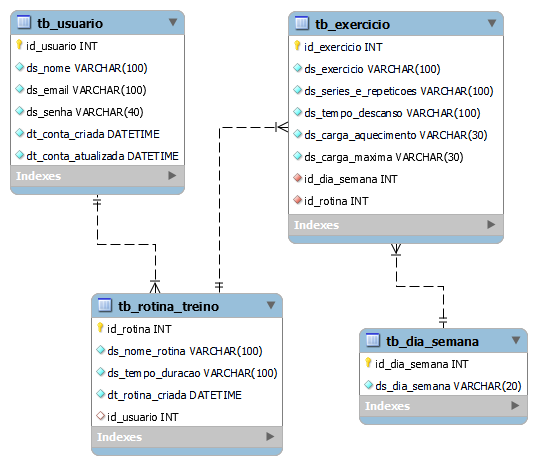 tb_usuario
id_usuario INT
ds_nome VARCHAR(100)
ds_email VARCHAR(100)
ds_senha VARCHAR(40)
dt_conta_criada DATETIME
dt_conta_atualizada DATETIME
Indexes
tb_exercicio
id_exercicio INT
ds_exercicio VARCHAR(100)
ds_series_e_repeticoes VARCHAR(100)
ds_tempo_descanso VARCHAR(100)
ds_carga_aquecimento VARCHAR(30)
ds_carga_maxima VARCHAR(30)
id_dia_semana INT
id_rotina INT
Indexes
tb_rotina_treino
id_rotina INT
ds_nome_rotina VARCHAR(100)
ds_tempo_duracao VARCHAR(100)
dt_rotina_criada DATETIME
id_usuario INT
Indexes
tb_dia_semana
id_dia_semana INT
ds_dia_semana VARCHAR(20)
Indexes